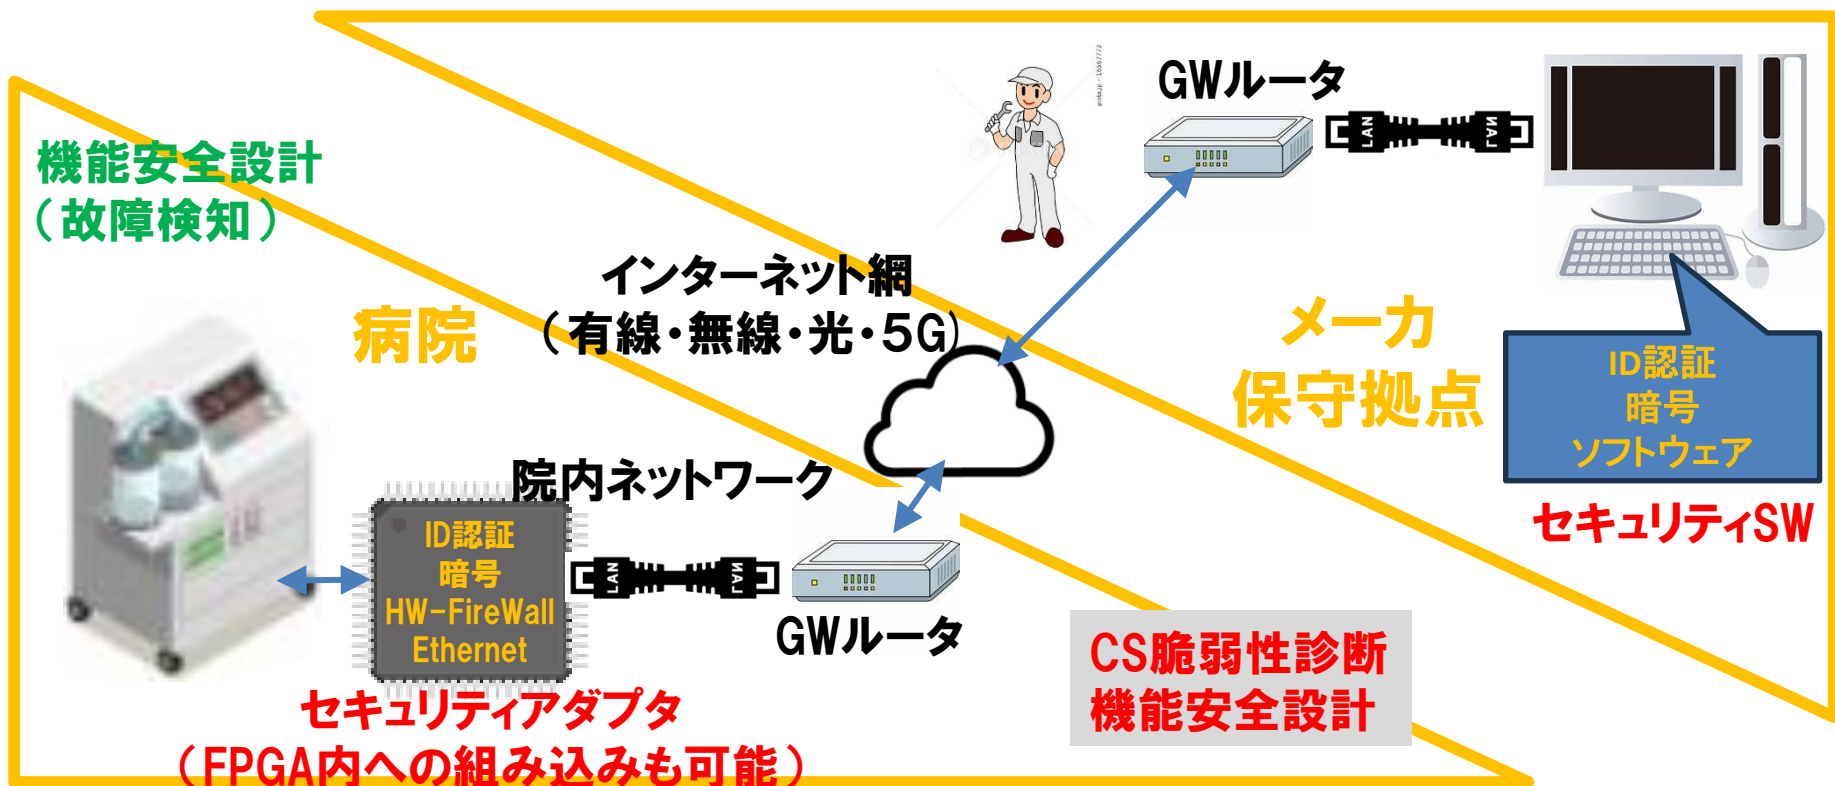 GWルータ
LAN
LAN
pixta.jp - 16567773
機能安全設計
（故障検知）
インターネット網
（有線・無線・光・5G）
病院
メーカ
保守拠点
ID認証
暗号
ソフトウェア
セキュリティSW
院内ネットワーク
ID認証
暗号
HW-FireWall
Ethernet
LAN
LAN
GWルータ
CS脆弱性診断
機能安全設計
セキュリティアダプタ
（FPGA内への組み込みも可能）